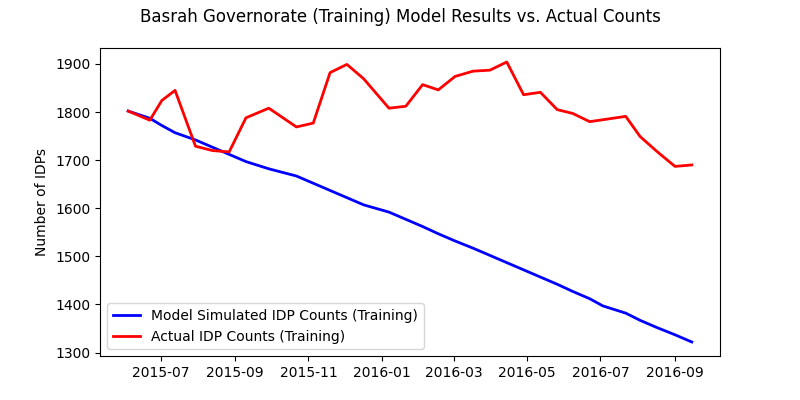 Basrah Governorate (Training) Model Results vs. Actual Counts
Number of IDPs
1900
1800
1700
1600
1500
1400
1300
Model Simulated IDP Counts (Training)
Actual IDP Counts (Training)
2015-07 2015-09 2015-11 2016-01 2016-03 2016-05 2016-07 2016-09